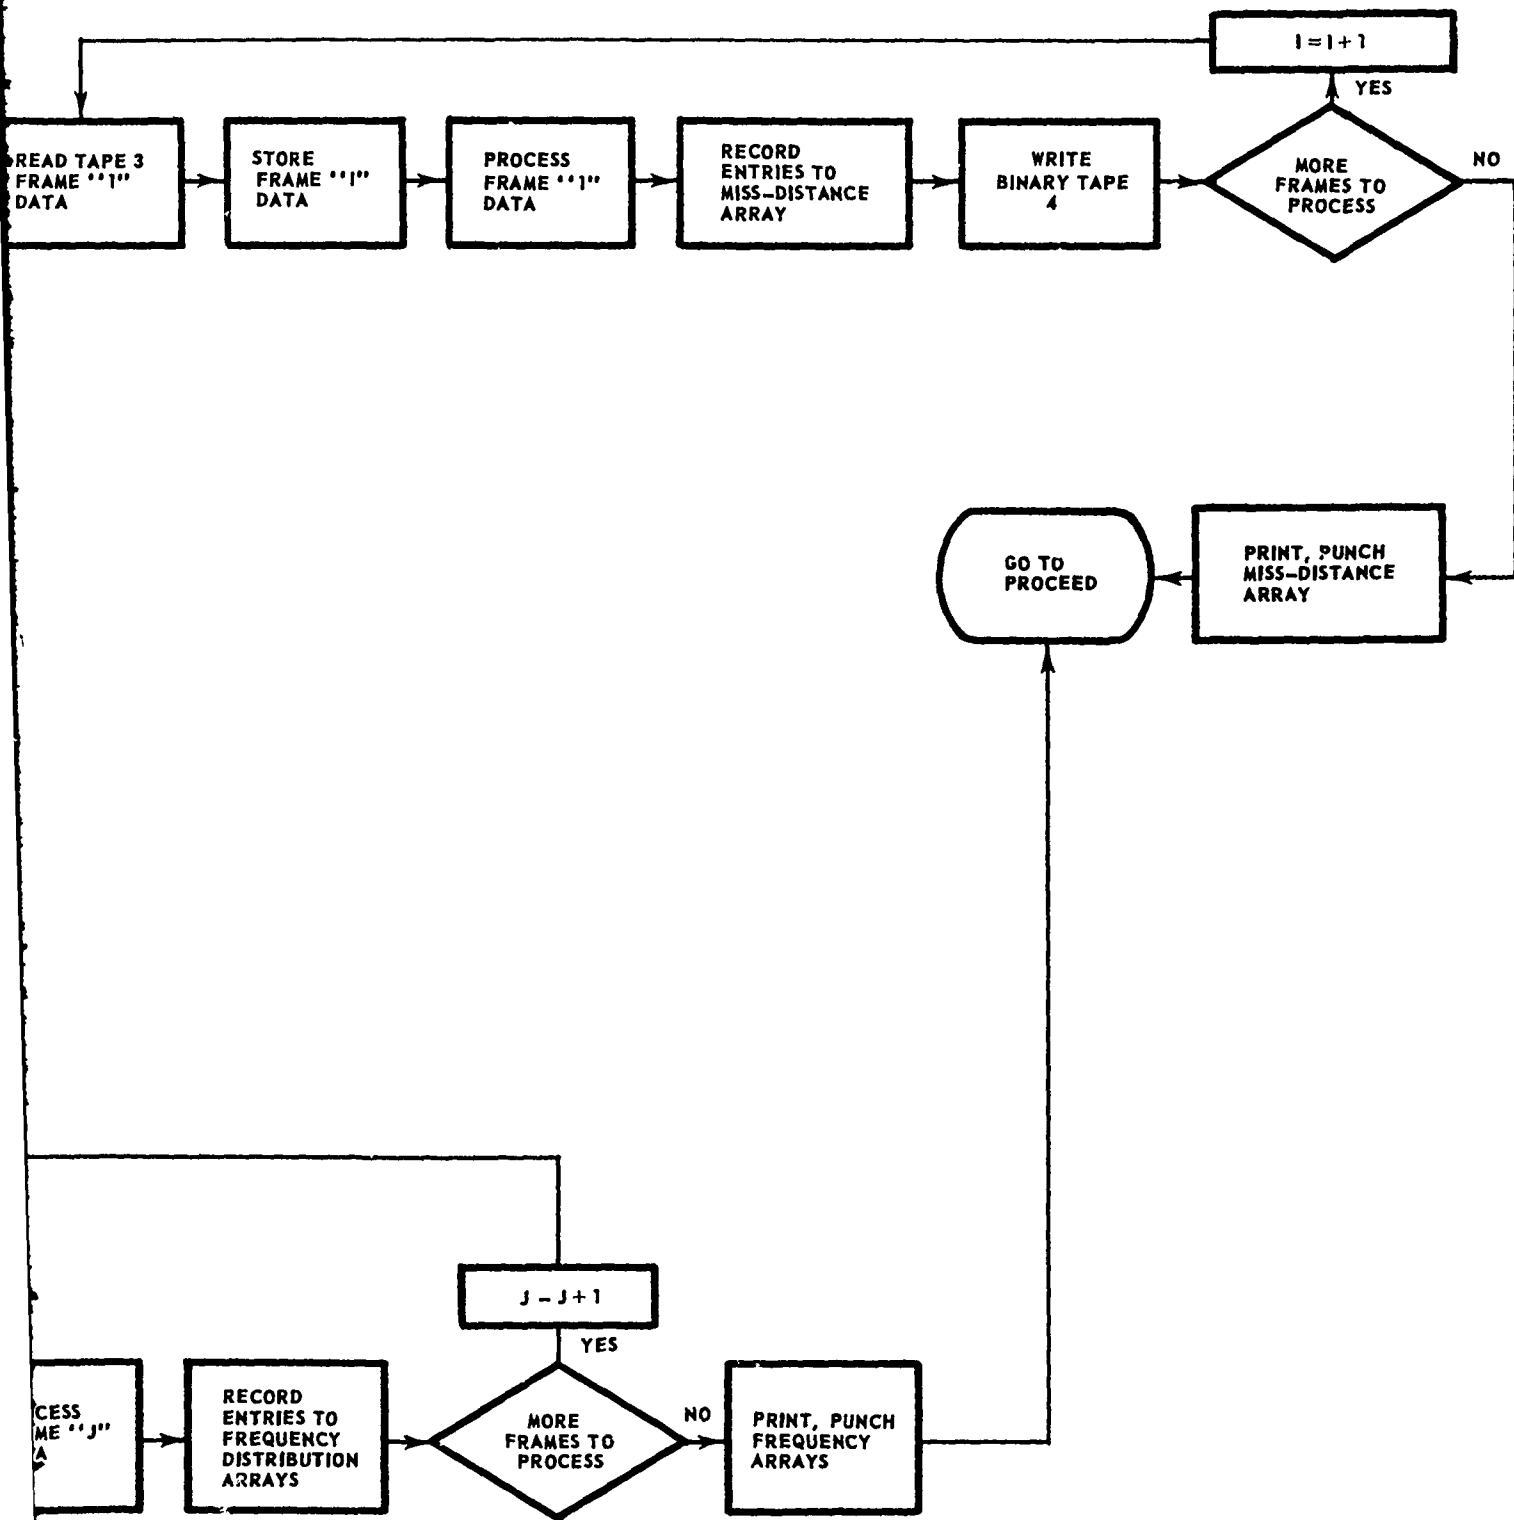 I=I+1
YES
READ TAPE 3
FRAME "I"
DATA
STORE
FRAME "I"
DATA
PROCESS
FRAME "I"
DATA
RECORD
ENTRIES TO
MISS-DISTANCE
ARRAY
WRITE
BINARY TAPE
4
MORE
FRAMES TO
PROCESS
NO
GO TO
PROCEED
PRINT, PUNCH
MISS-DISTANCE
ARRAY
J - J+1
YES
CESS
ME "J"
A
RECORD
ENTRIES TO
FREQUENCY
DISTRIBUTION
ARRAYS
MORE
FRAMES TO
PROCESS
NO
PRINT, PUNCH
FREQUENCY
ARRAYS